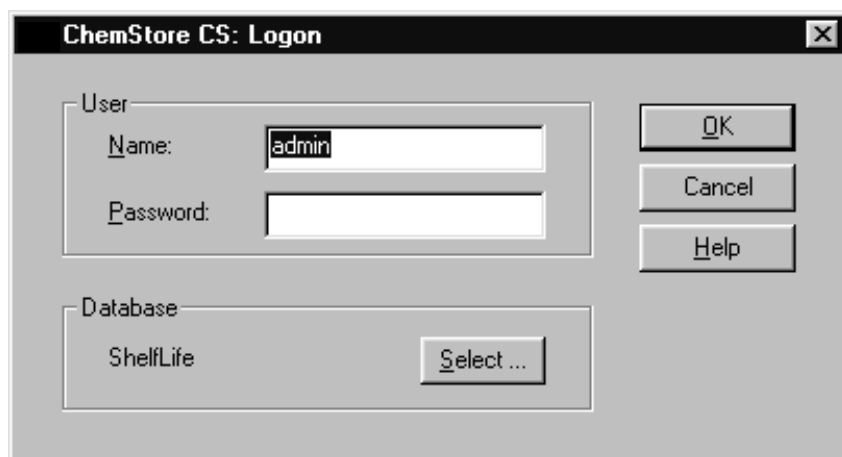 ChemStore CS: Logon
User
Name:
admin
OK
Password:
Cancel
Help
Database
ShelfLife
Select ...